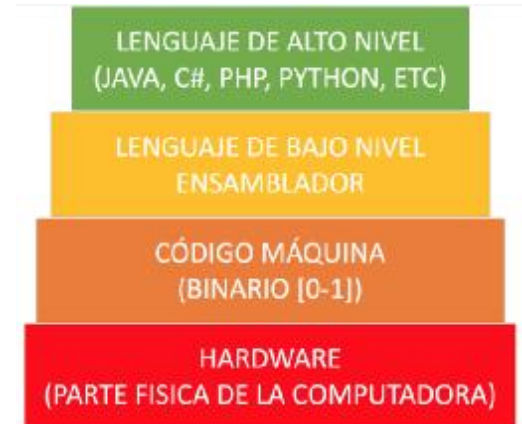 LENGUAJE DE ALTO NIVEL
(JAVA, C#, PHP, PYTHON, ETC)
LENGUAJE DE BAJO NIVEL
ENSAMBLADOR
CÓDIGO MÁQUINA
(BINARIO [0-1])
HARDWARE
(PARTE FISICA DE LA COMPUTADORA)